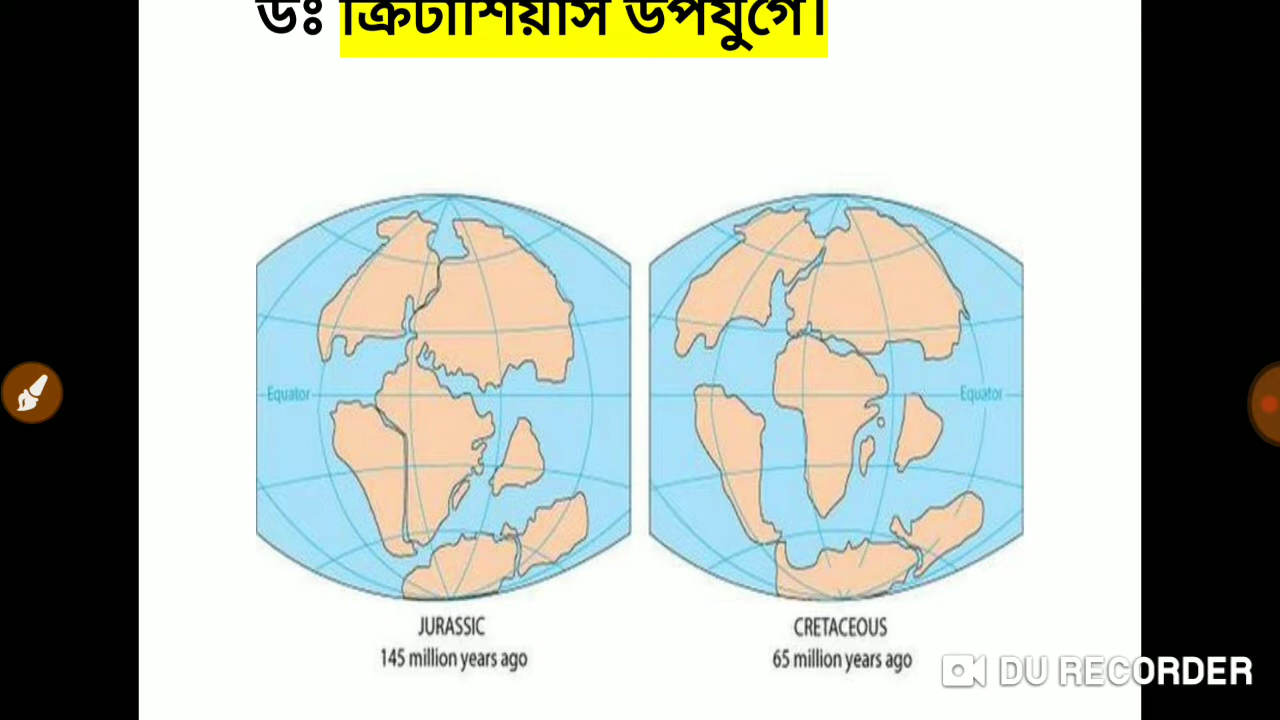 উঃ ক্রিটাশিয়াস উপযুগে।
Equator
Equator
JURASSIC
145 million years ago
CRETACEOUS
65 million years ago
DU RECORDER